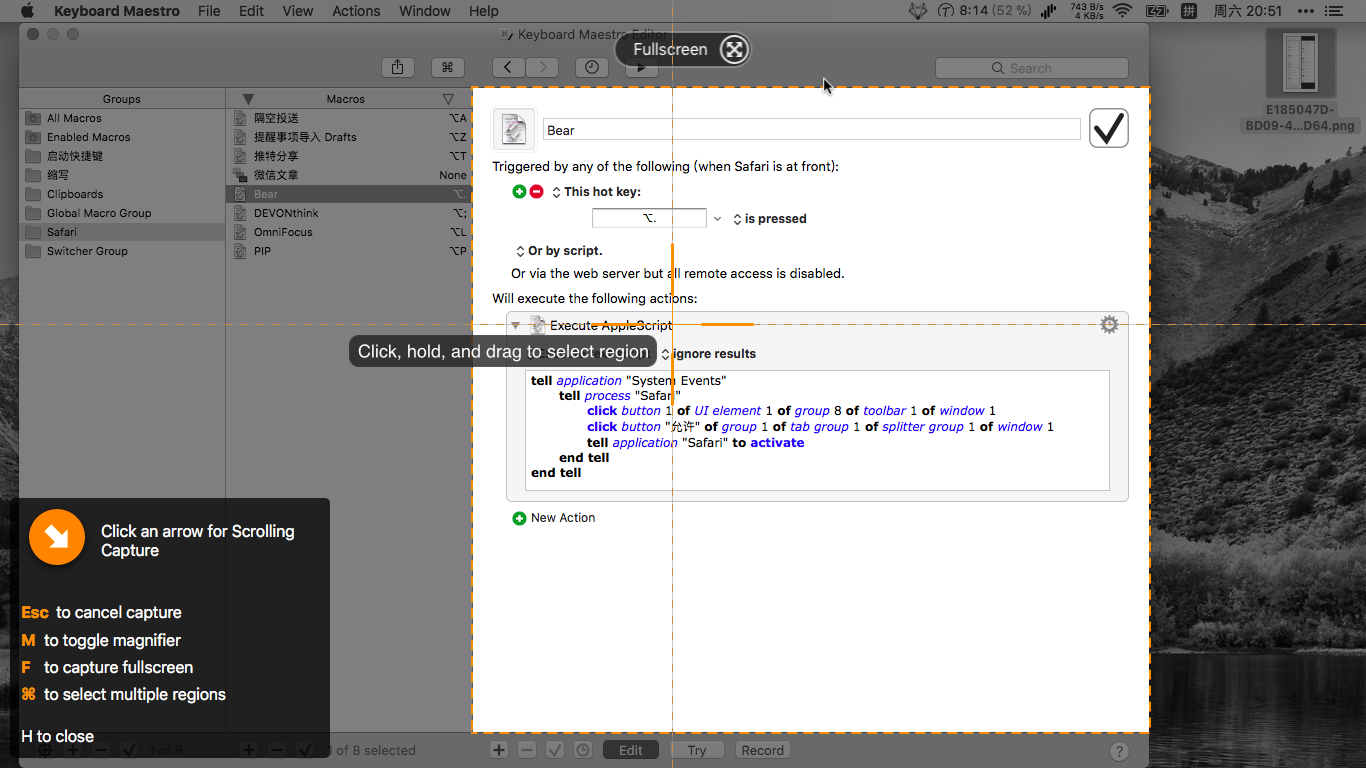 Keyboard Maestro File Edit View Actions Window Help 8:14 (52 %) 743 B/s 4 KB/s 拼 周六 20:51
Keyboard Maestro Editor
Fullscreen
Search
E185047D-
BD09-4...D64.png
Groups
All Macros
Enabled Macros
启动快捷键
缩写
Clipboards
Global Macro Group
Safari
Switcher Group
Macros
隔空投送 ⌥A
提醒事项导入 Drafts ⌥Z
推特分享 ⌥T
微信文章 None
Bear ⌥.
DEVONthink ⌥;
OmniFocus ⌥L
PIP ⌥P
Bear
Triggered by any of the following (when Safari is at front):
This hot key:
⌥. is pressed
Or by script.
Or via the web server but all remote access is disabled.
Will execute the following actions:
Execute AppleScript
Click, hold, and drag to select region
ignore results
tell application "System Events"
tell process "Safari"
click button 1 of UI element 1 of group 8 of toolbar 1 of window 1
click button "允许" of group 1 of tab group 1 of splitter group 1 of window 1
tell application "Safari" to activate
end tell
end tell
New Action
Click an arrow for Scrolling
Capture
Esc to cancel capture
M to toggle magnifier
F to capture fullscreen
⌘ to select multiple regions
H to close
1 of 8
of 8 selected
Edit Try Record ?